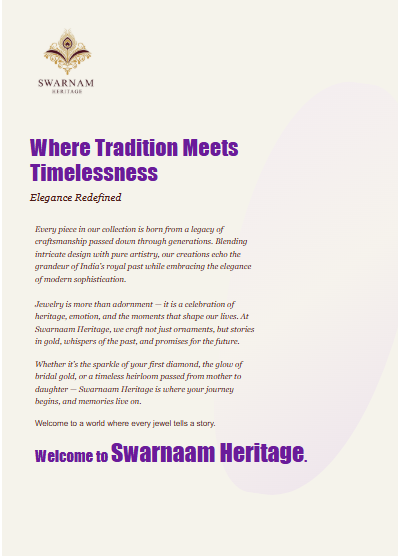 SWARNAM
HERITAGE
Where Tradition Meets
Timelessness
Elegance Redefined
Every piece in our collection is born from a legacy of
craftsmanship passed down through generations. Blending
intricate design with pure artistry, our creations echo the
grandeur of India's royal past while embracing the elegance
of modern sophistication.
Jewelry is more than adornment — it is a celebration of
heritage, emotion, and the moments that shape our lives. At
Swarnaam Heritage, we craft not just ornaments, but stories
in gold, whispers of the past, and promises for the future.
Whether it's the sparkle of your first diamond, the glow of
bridal gold, or a timeless heirloom passed from mother to
daughter — Swarnaam Heritage is where your journey
begins, and memories live on.
Welcome to a world where every jewel tells a story.
Welcome to Swarnaam Heritage.